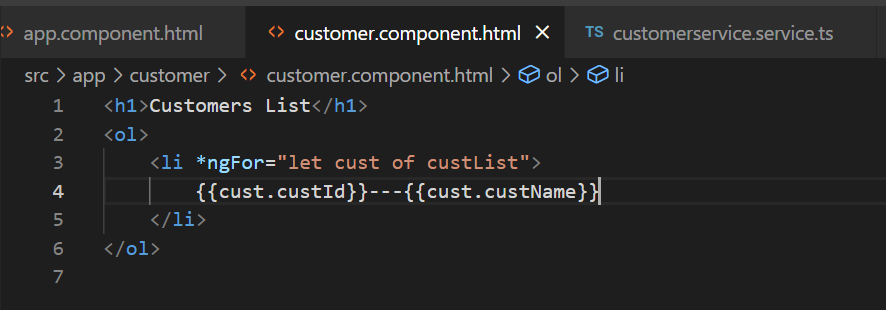 app.component.html customer.component.html TS customerservice.service.ts
src > app > customer > customer.component.html > ol > li
1 <h1>Customers List</h1>
2 <ol>
3 <li *ngFor="let cust of custList">
4 {{cust.custId}}---{{cust.custName}}
5 </li>
6 </ol>
7